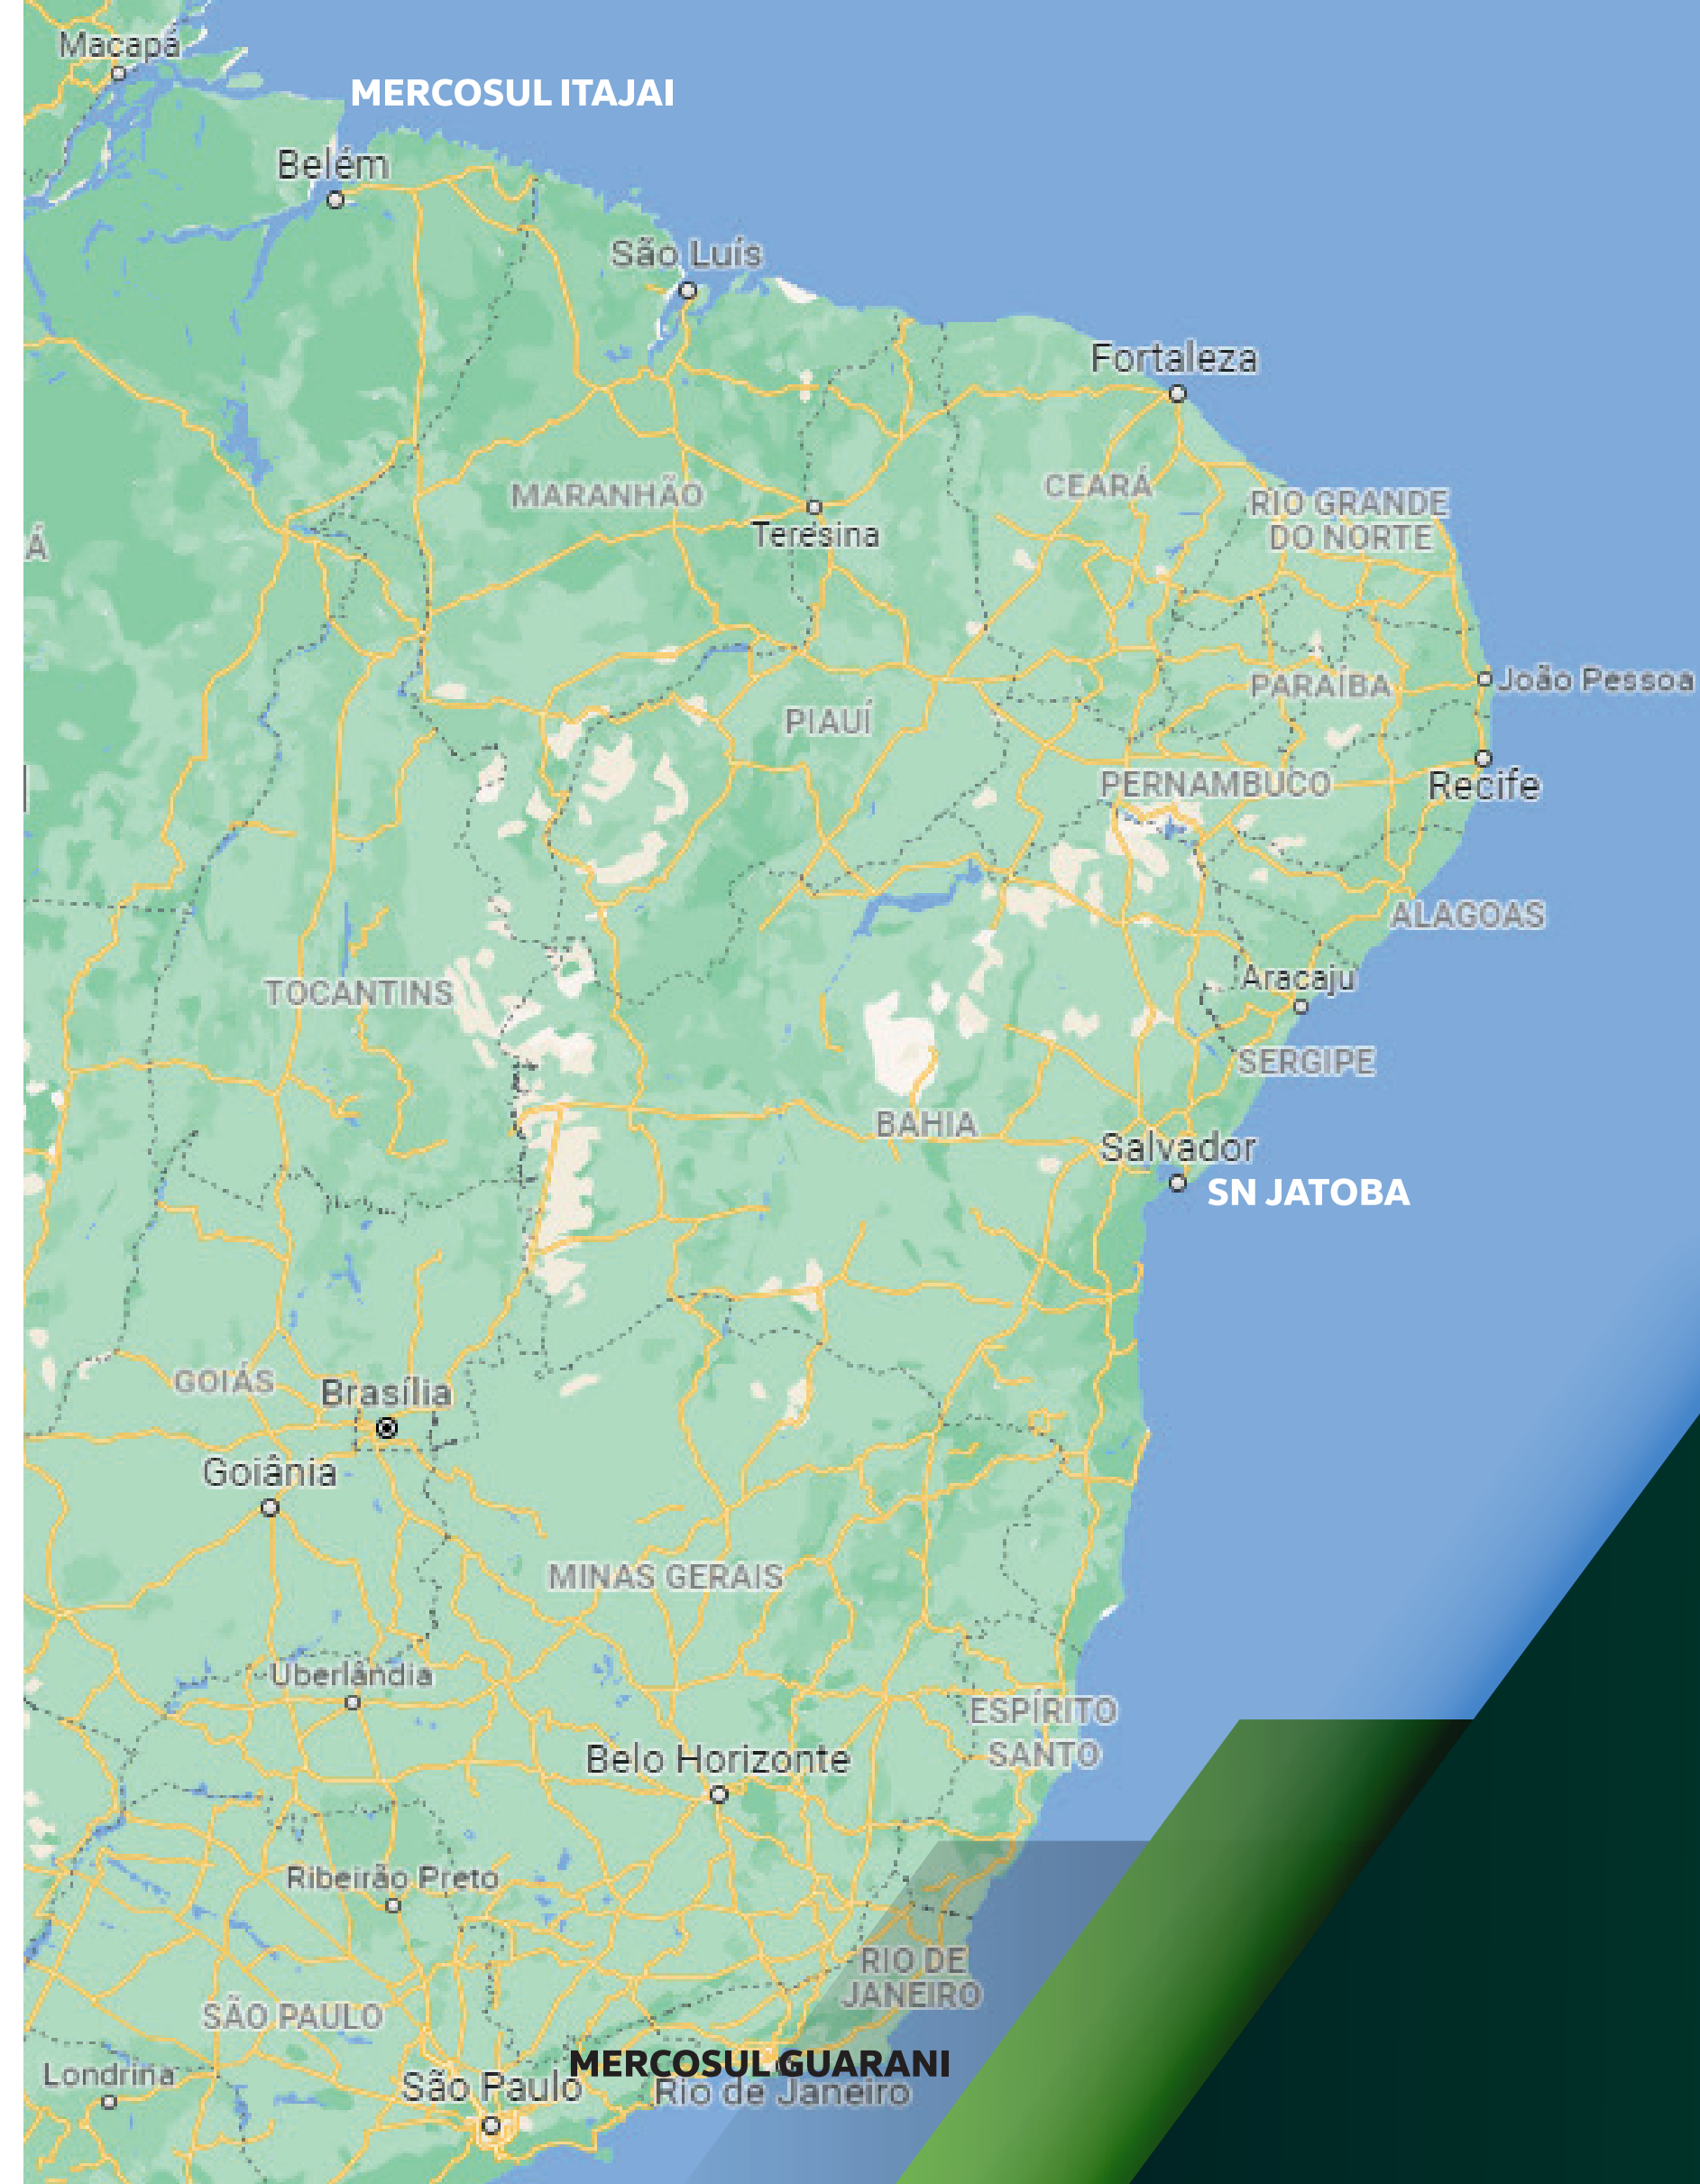 Macapá
MERCOSUL ITAJAI
Belém
São Luís
Fortaleza
MARANHÃO
CEARÁ
RIO GRANDE
DO NORTE
Teresina
Á
João Pessoa
PARAÍBA
PIAUÍ
PERNAMBUCO
Recife
ALAGOAS
Aracaju
TOCANTINS
SERGIPE
BAHIA
Salvador
SN JATOBA
GOIÁS
Brasília
Goiânia
MINAS GERAIS
Uberlândia
ESPÍRITO
SANTO
Belo Horizonte
Ribeirão Preto
RIO DE
JANEIRO
SÃO PAULO
MERCOSUL GUARANI
Londrina
São Paulo
Rio de Janeiro